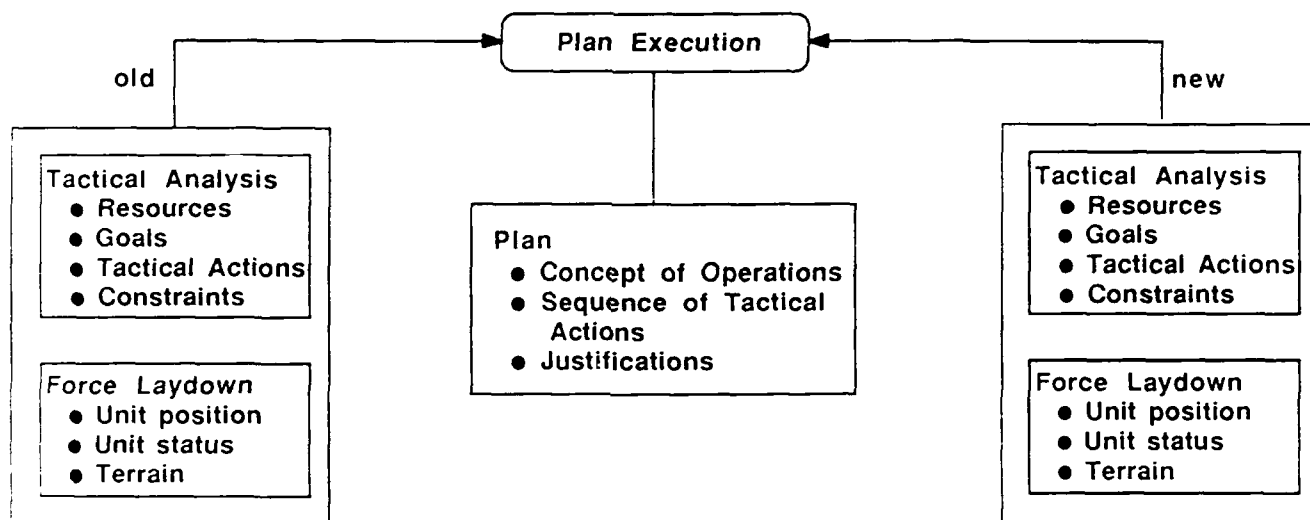 Plan Execution
old
new
Tactical Analysis
● Resources
● Goals
● Tactical Actions
● Constraints
Force Laydown
● Unit position
● Unit status
● Terrain
Plan
● Concept of Operations
● Sequence of Tactical
Actions
● Justifications
Tactical Analysis
● Resources
● Goals
● Tactical Actions
● Constraints
Force Laydown
● Unit position
● Unit status
● Terrain